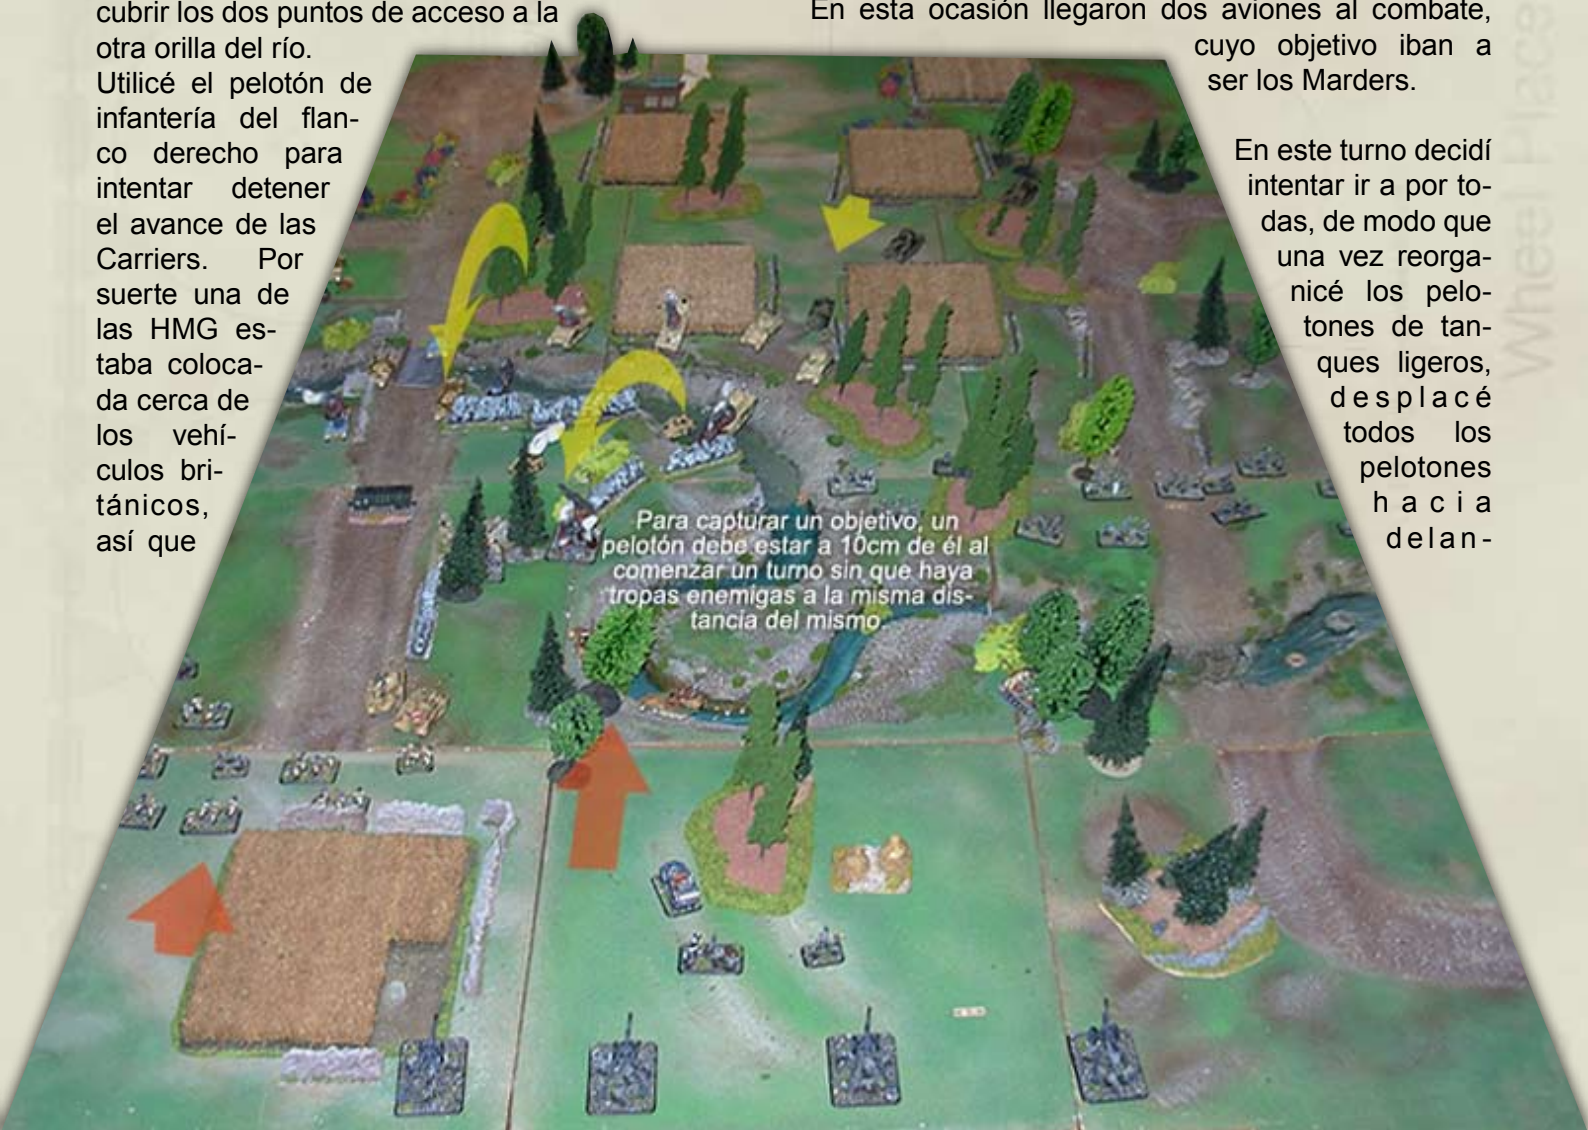 cubrir los dos puntos de acceso a la
otra orilla del río.
Utilicé el pelotón de
infantería del flan-
co derecho para
intentar detener
el avance de las
Carriers. Por
suerte una de
las HMG es-
taba coloca-
da cerca de
los vehí-
culos bri-
tánicos,
así que
En esta ocasión llegaron dos aviones al combate,
cuyo objetivo iban a
ser los Marders.
En este turno decidí
intentar ir a por to-
das, de modo que
una vez reorga-
nicé los pelo-
tones de tan-
ques ligeros,
desplacé
todos los
pelotones
hacia
delan-
Para capturar un objetivo, un
pelotón debe estar a 10cm de él al
comenzar un turno sin que haya
tropas enemigas a la misma dis-
tancia del mismo.
Wheel Place